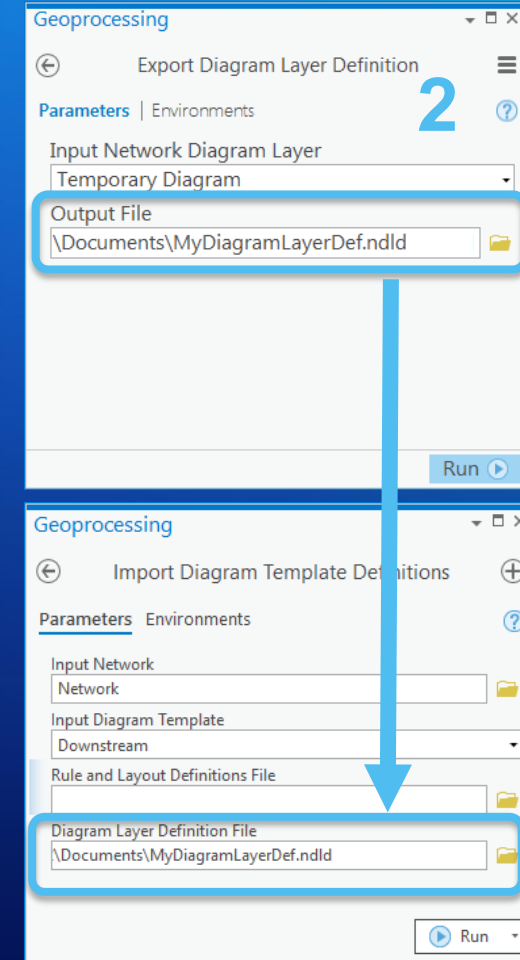 Geoprocessing
Export Diagram Layer Definition
2
Parameters | Environments
Input Network Diagram Layer
Temporary Diagram
Output File
\Documents\MyDiagramLayerDef.ndld
Run
Geoprocessing
Import Diagram Template Definitions
Parameters Environments
Input Network
Network
Input Diagram Template
Downstream
Rule and Layout Definitions File
Diagram Layer Definition File
\Documents\MyDiagramLayerDef.ndld
Run